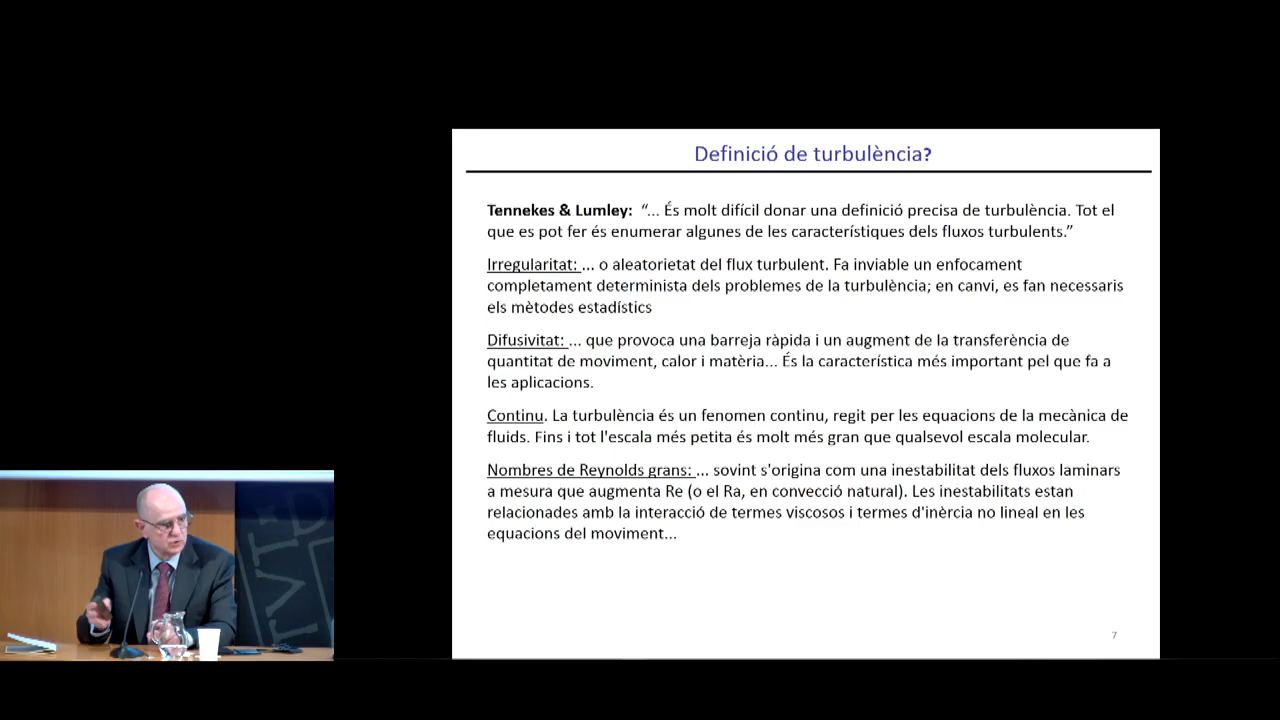 Definició de turbulència?
Tennekes & Lumley: “... És molt difícil donar una definició precisa de turbulència. Tot el
que es pot fer és enumerar algunes de les característiques dels fluxos turbulents.”
Irregularitat: ... o aleatorietat del flux turbulent. Fa inviable un enfocament
completament determinista dels problemes de la turbulència; en canvi, es fan necessaris
els mètodes estadístics
Difusivitat: ... que provoca una barreja ràpida i un augment de la transferència de
quantitat de moviment, calor i matèria... És la característica més important pel que fa a
les aplicacions.
Continu. La turbulència és un fenomen continu, regit per les equacions de la mecànica de
fluids. Fins i tot l'escala més petita és molt més gran que qualsevol escala molecular.
Nombres de Reynolds grans: ... sovint s'origina com una inestabilitat dels fluxos laminars
a mesura que augmenta Re (o el Ra, en convecció natural). Les inestabilitats estan
relacionades amb la interacció de termes viscosos i termes d'inèrcia no lineal en les
equacions del moviment...
7